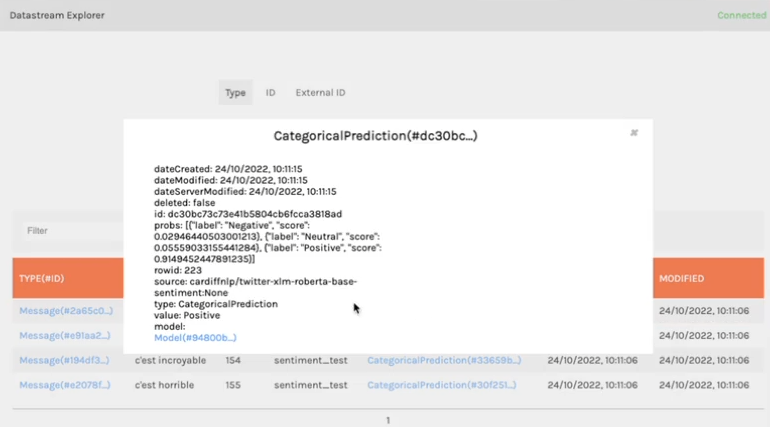 Datastream Explorer
Connected
Type ID External ID
CategoricalPrediction(#dc30bc...)
dateCreated: 24/10/2022, 10:11:15
dateModified: 24/10/2022, 10:11:15
dateServerModified: 24/10/2022, 10:11:15
deleted: false
id: dc30bc73c73e41b5804cb6fcca3818ad
probs: [{"label": "Negative", "score":
0.02946440503001213}, {"label": "Neutral", "score":
0.05559033155441284}, {"label": "Positive", "score":
0.9149452447891235}]
rowid: 223
source: cardiffnlp/twitter-xlm-roberta-base-
sentiment:None
type: CategoricalPrediction
value: Positive
model:
Model(#94800b...)
Filter
TYPE(#ID) MODIFIED
Message(#2a65c0...) 24/10/2022, 10:11:06
Message(#e91aa2...) 24/10/2022, 10:11:06
Message(#194df3...) c'est incroyable 154 sentiment_test CategoricalPrediction(#33659b...) 24/10/2022, 10:11:06 24/10/2022, 10:11:06
Message(#e2078f...) c'est horrible 155 sentiment_test CategoricalPrediction(#30f251...) 24/10/2022, 10:11:06 24/10/2022, 10:11:06
1